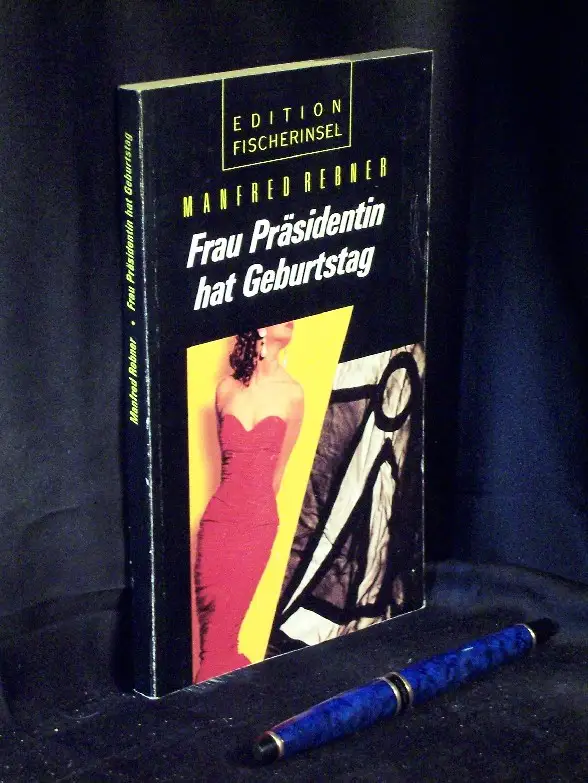 EDITION
FISCHERINSEL
MANFRED REBNER
Frau Präsidentin
hat Geburtstag
Manfred Rebner • Frau Präsidentin hat Geburtstag